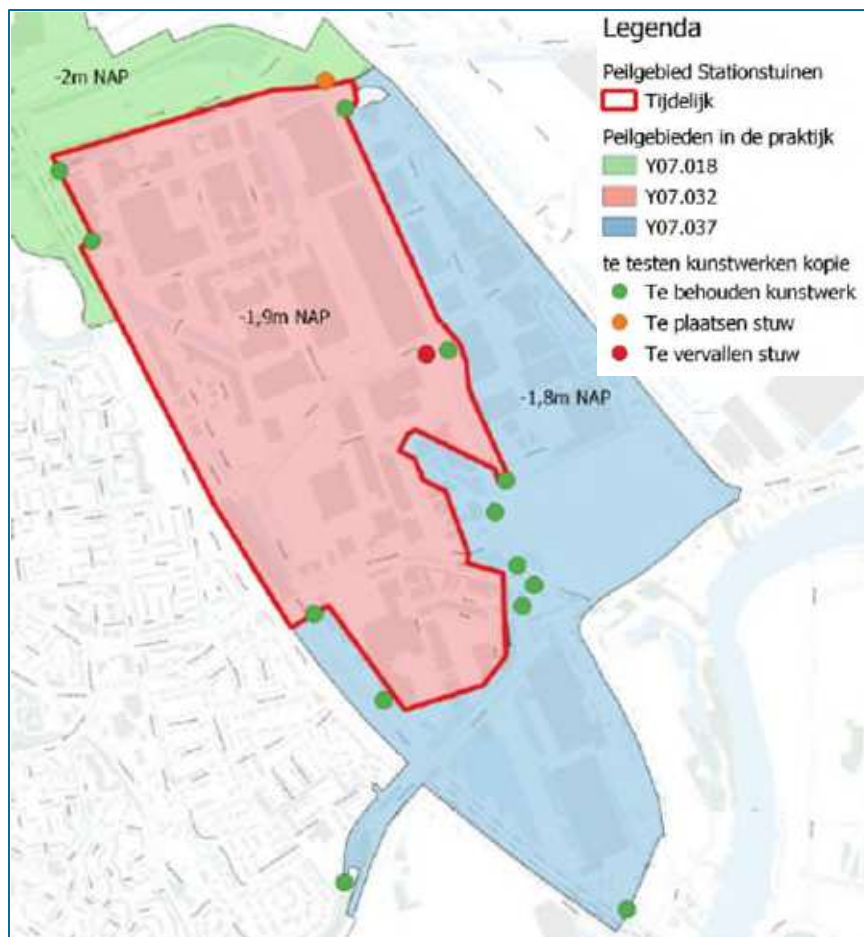 Legenda
Peilgebied Stationstuinen
Tijdelijk
Peilgebieden in de praktijk
Y07.018
Y07.032
Y07.037
te testen kunstwerken kopie
Te behouden kunstwerk
Te plaatsen stuw
Te vervallen stuw
-2m NAP
-1,9m NAP
-1,8m NAP